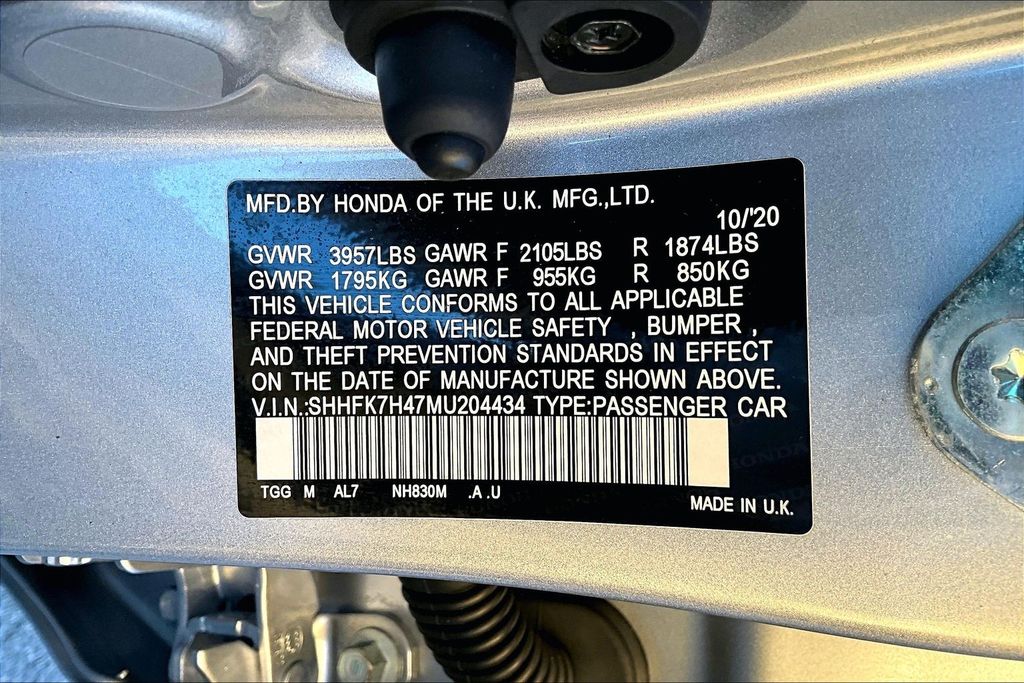 MFD.BY HONDA OF THE U.K. MFG.,LTD.
10/'20
GVWR 3957LBS GAWR F 2105LBS R 1874LBS
GVWR 1795KG GAWR F 955KG R 850KG
THIS VEHICLE CONFORMS TO ALL APPLICABLE
FEDERAL MOTOR VEHICLE SAFETY , BUMPER ,
AND THEFT PREVENTION STANDARDS IN EFFECT
ON THE DATE OF MANUFACTURE SHOWN ABOVE.
V.I.N.:SHHFK7H47MU204434 TYPE:PASSENGER CAR
HONDA
TGG M AL7 NH830M .A .U
MADE IN U.K.